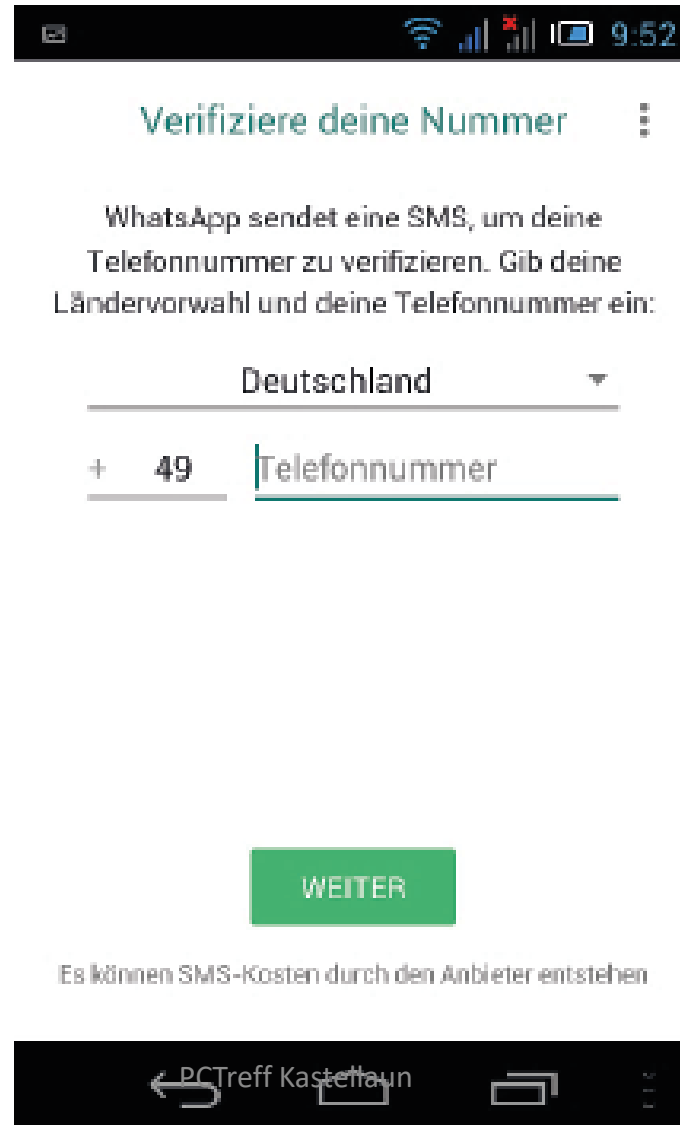 9:52
Verifiziere deine Nummer
WhatsApp sendet eine SMS, um deine
Telefonnummer zu verifizieren. Gib deine
Ländervorwahl und deine Telefonnummer ein:
Deutschland
+ 49 Telefonnummer
WEITER
Es können SMS-Kosten durch den Anbieter entstehen
PCTreff Kastellaun